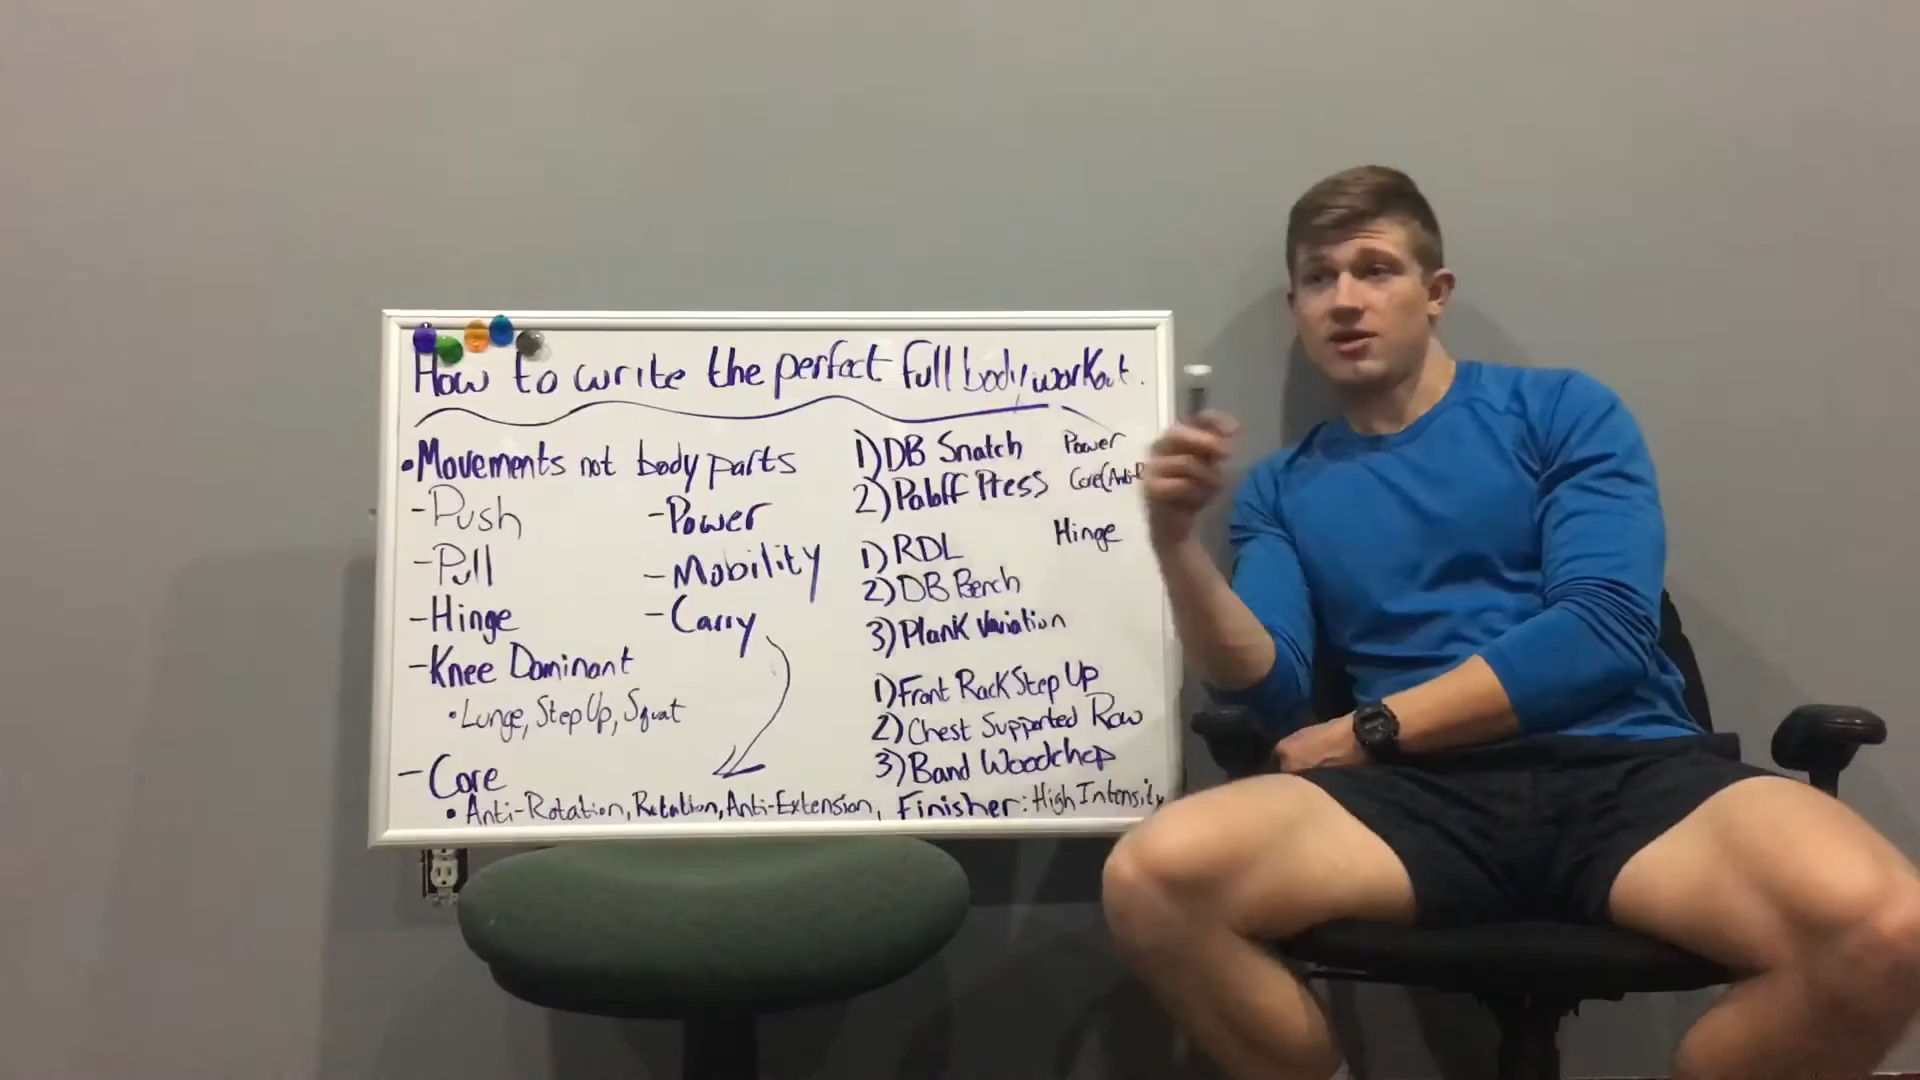 How to write the perfect full body workout.
• Movements not body parts
- Push
- Pull
- Hinge
- Knee Dominant
• Lunge, Step Up, Squat
- Core
• Anti-Rotation, Rotation, Anti-Extension,
- Power
- Mobility
- Carry
1) DB Snatch Power
2) Paloff Press Core (Anti-R
1) RDL Hinge
2) DB Bench
3) Plank Variation
1) Front Rack Step Up
2) Chest Supported Row
3) Band Woodchop
Finisher: High Intensity